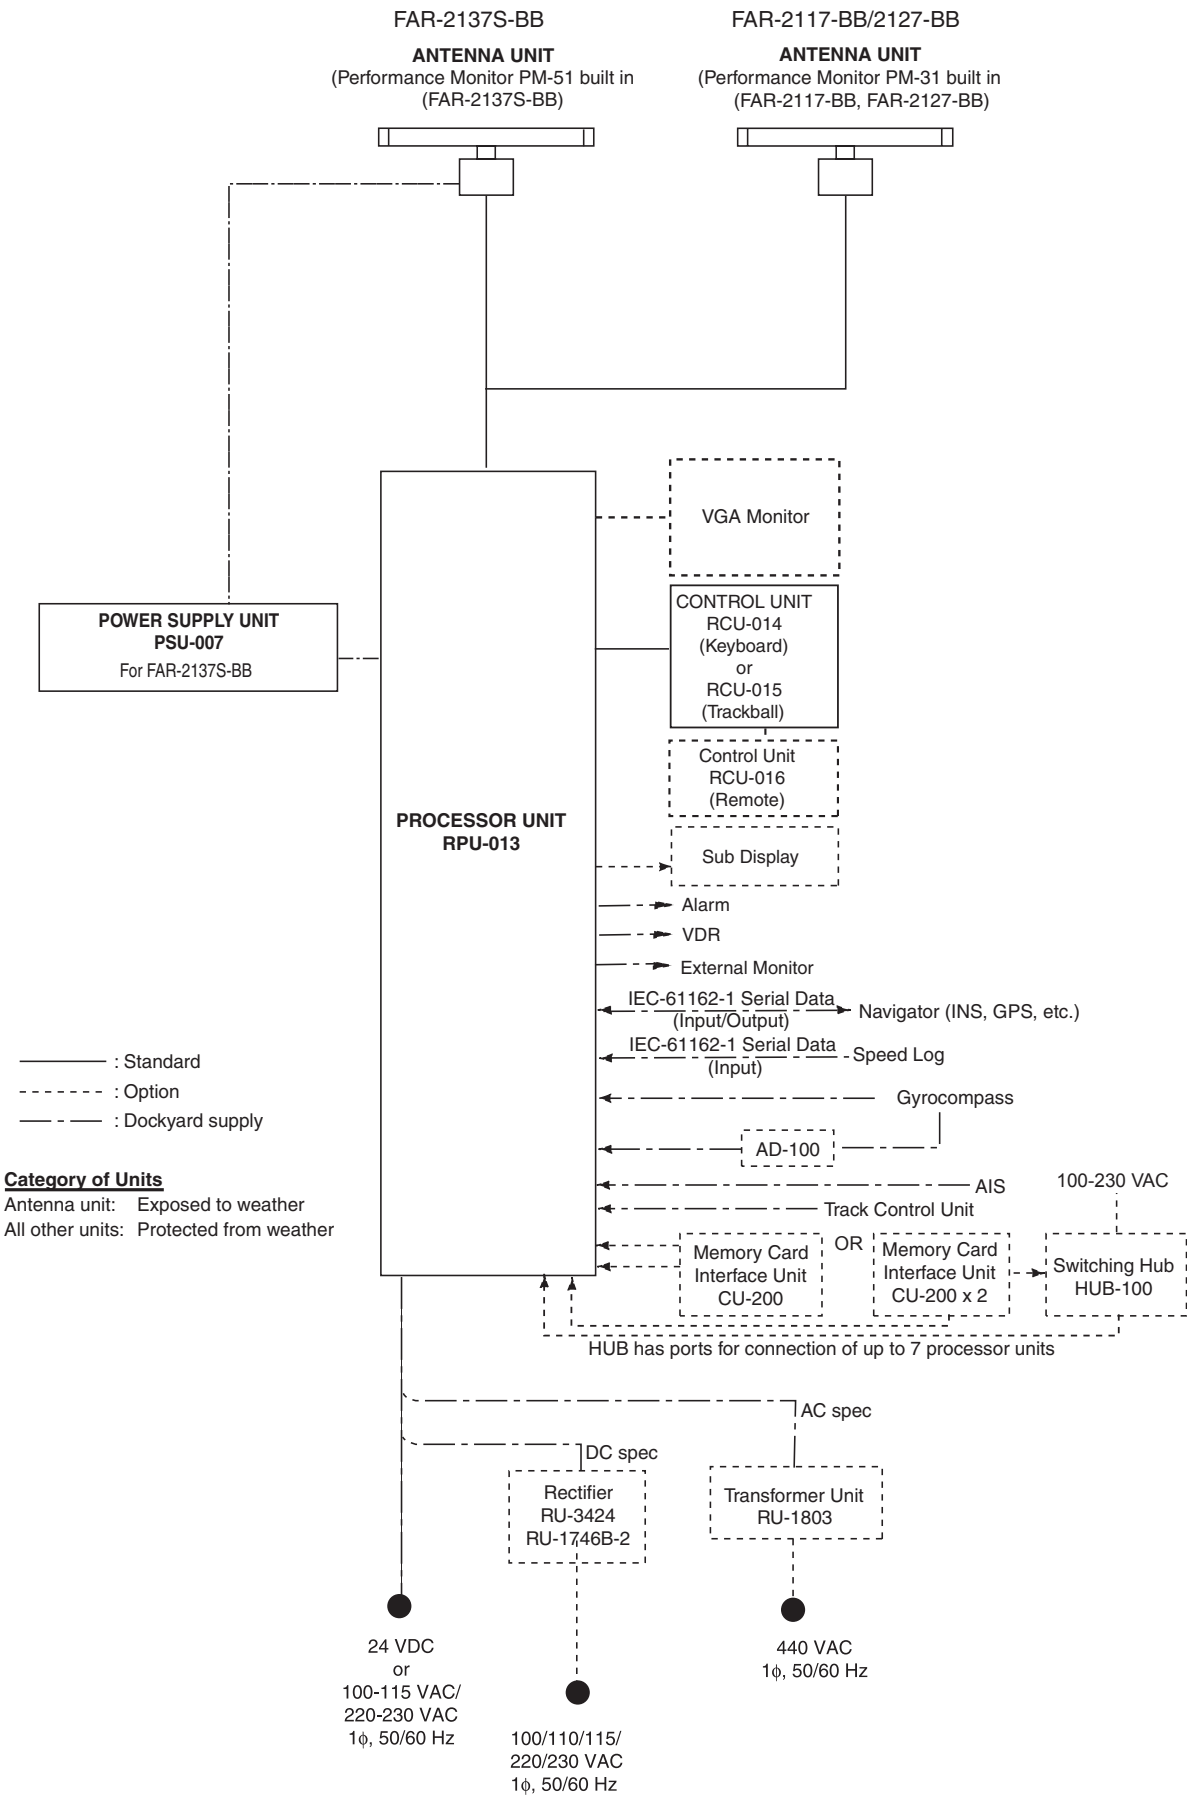 FAR-2137S-BB
ANTENNA UNIT
(Performance Monitor PM-51 built in
(FAR-2137S-BB)
FAR-2117-BB/2127-BB
ANTENNA UNIT
(Performance Monitor PM-31 built in
(FAR-2117-BB, FAR-2127-BB)
VGA Monitor
CONTROL UNIT
RCU-014
(Keyboard)
or
RCU-015
(Trackball)
POWER SUPPLY UNIT
PSU-007
For FAR-2137S-BB
Control Unit
RCU-016
(Remote)
PROCESSOR UNIT
RPU-013
Sub Display
Alarm
VDR
External Monitor
IEC-61162-1 Serial Data
(Input/Output)
Navigator (INS, GPS, etc.)
IEC-61162-1 Serial Data
(Input)
Speed Log
Gyrocompass
AD-100
AIS
Track Control Unit
: Standard
: Option
: Dockyard supply
Category of Units
Antenna unit: Exposed to weather
All other units: Protected from weather
100-230 VAC
Memory Card
Interface Unit
CU-200
OR
Memory Card
Interface Unit
CU-200 x 2
Switching Hub
HUB-100
HUB has ports for connection of up to 7 processor units
AC spec
DC spec
Rectifier
RU-3424
RU-1746B-2
Transformer Unit
RU-1803
24 VDC
or
100-115 VAC/
220-230 VAC
1ϕ, 50/60 Hz
100/110/115/
220/230 VAC
1ϕ, 50/60 Hz
440 VAC
1ϕ, 50/60 Hz